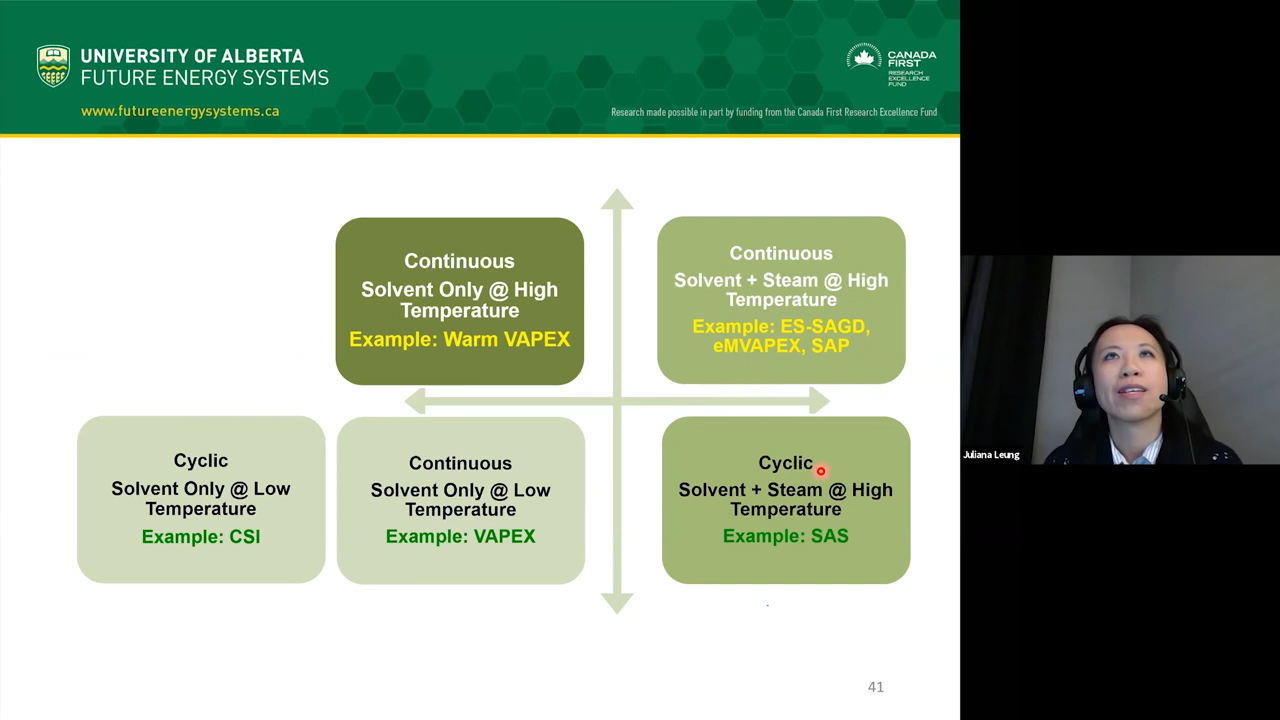 UNIVERSITY OF ALBERTA
FUTURE ENERGY SYSTEMS
www.futureenergysystems.ca
CANADA
FIRST
RESEARCH
EXCELLENCE
FUND
Research made possible in part by funding from the Canada First Research Excellence Fund
Continuous
Solvent Only @ High
Temperature
Example: Warm VAPEX
Continuous
Solvent + Steam @ High
Temperature
Example: ES-SAGD,
eMVAPEX, SAP
Cyclic
Solvent Only @ Low
Temperature
Example: CSI
Continuous
Solvent Only @ Low
Temperature
Example: VAPEX
Cyclic
Solvent + Steam @ High
Temperature
Example: SAS
41
Juliana Leung